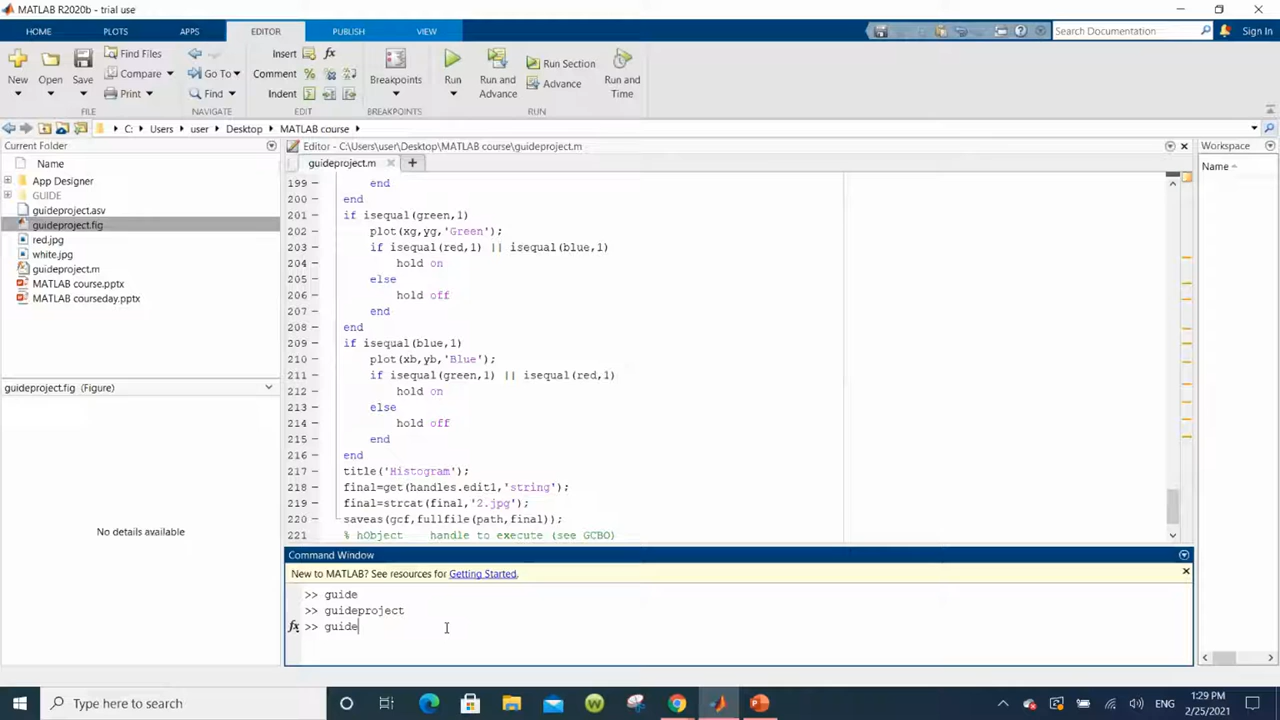 MATLAB R2020b - trial use
HOME PLOTS APPS EDITOR PUBLISH VIEW
Search Documentation
Sign In
New
Open
Save
Find Files
Compare
Print
FILE
Go To
Find
NAVIGATE
Insert
fx
Comment
Indent
EDIT
Breakpoints
BREAKPOINTS
Run
Run and Advance
Run Section
Advance
Run and Time
RUN
C: Users user Desktop MATLAB course
Current Folder
Name
App Designer
GUIDE
guideproject.asv
guideproject.fig
red.jpg
white.jpg
guideproject.m
MATLAB course.pptx
MATLAB courseday.pptx
guideproject.fig (Figure)
No details available
Editor - C:\Users\user\Desktop\MATLAB course\guideproject.m
guideproject.m
199 end
200 end
201 if isequal(green,1)
202 plot(xg,yg,'Green');
203 if isequal(red,1) || isequal(blue,1)
204 hold on
205 else
206 hold off
207 end
208 end
209 if isequal(blue,1)
210 plot(xb,yb,'Blue');
211 if isequal(green,1) || isequal(red,1)
212 hold on
213 else
214 hold off
215 end
216 end
217 title('Histogram');
218 final=get(handles.edit1,'string');
219 final=strcat(final,'2.jpg');
220 saveas(gcf,fullfile(path,final));
221 % hObject    handle to execute (see GCBO)
Workspace
Name
Command Window
New to MATLAB? See resources for Getting Started.
>> guide
>> guideproject
fx >> guide
Type here to search
ENG
1:29 PM
2/25/2021